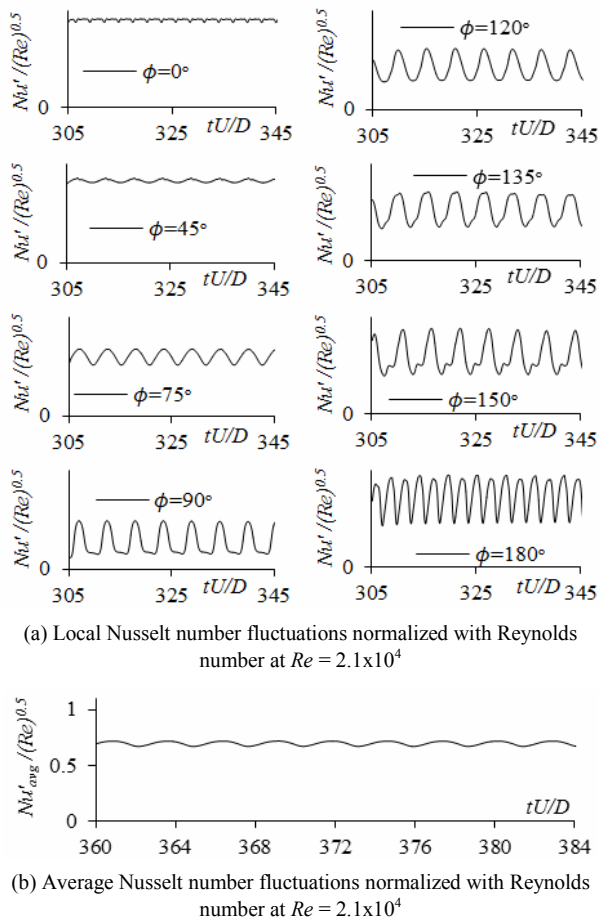 Nu'/(Re)^0.5
ϕ=0°
0
305
325
345
tU/D
Nu'/(Re)^0.5
ϕ=120°
0
305
325
345
tU/D
Nu'/(Re)^0.5
ϕ=45°
0
305
325
345
tU/D
Nu'/(Re)^0.5
ϕ=135°
0
305
325
345
tU/D
Nu'/(Re)^0.5
ϕ=75°
0
305
325
345
tU/D
Nu'/(Re)^0.5
ϕ=150°
0
305
325
345
tU/D
Nu'/(Re)^0.5
ϕ=90°
0
305
325
345
tU/D
Nu'/(Re)^0.5
ϕ=180°
0
305
325
345
tU/D
(a) Local Nusselt number fluctuations normalized with Reynolds
number at Re = 2.1x10^4
Nu'avg/(Re)^0.5
1
0.5
0
tU/D
360 364 368 372 376 380 384
(b) Average Nusselt number fluctuations normalized with Reynolds
number at Re = 2.1x10^4